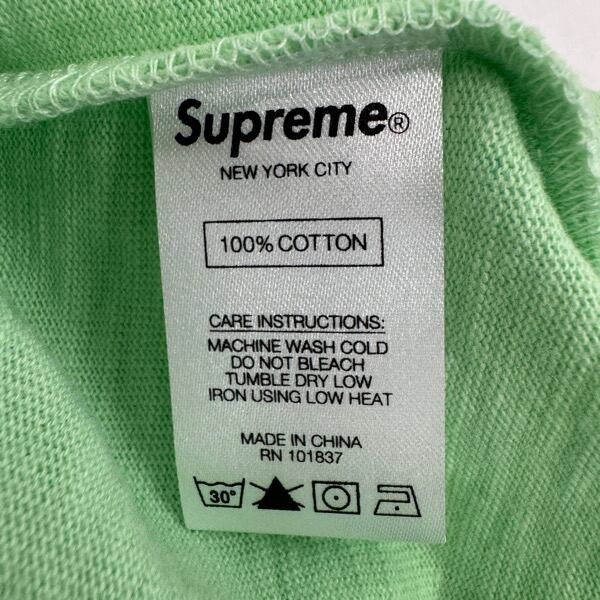 Supreme®
NEW YORK CITY
100% COTTON
CARE INSTRUCTIONS:
MACHINE WASH COLD
DO NOT BLEACH
TUMBLE DRY LOW
IRON USING LOW HEAT
MADE IN CHINA
RN 101837
30°